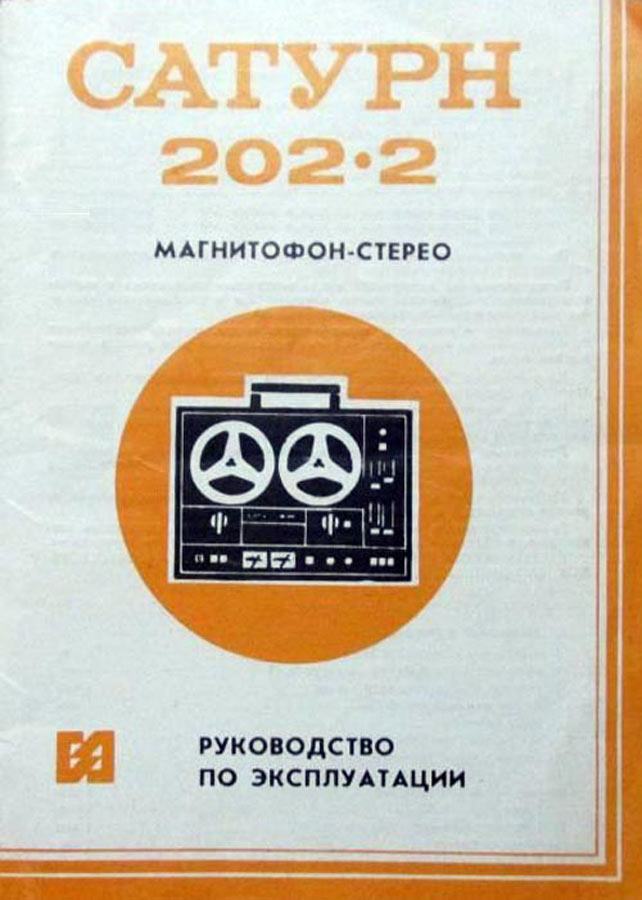 САТУРН
202·2
МАГНИТОФОН-СТЕРЕО
РУКОВОДСТВО
ПО ЭКСПЛУАТАЦИИ